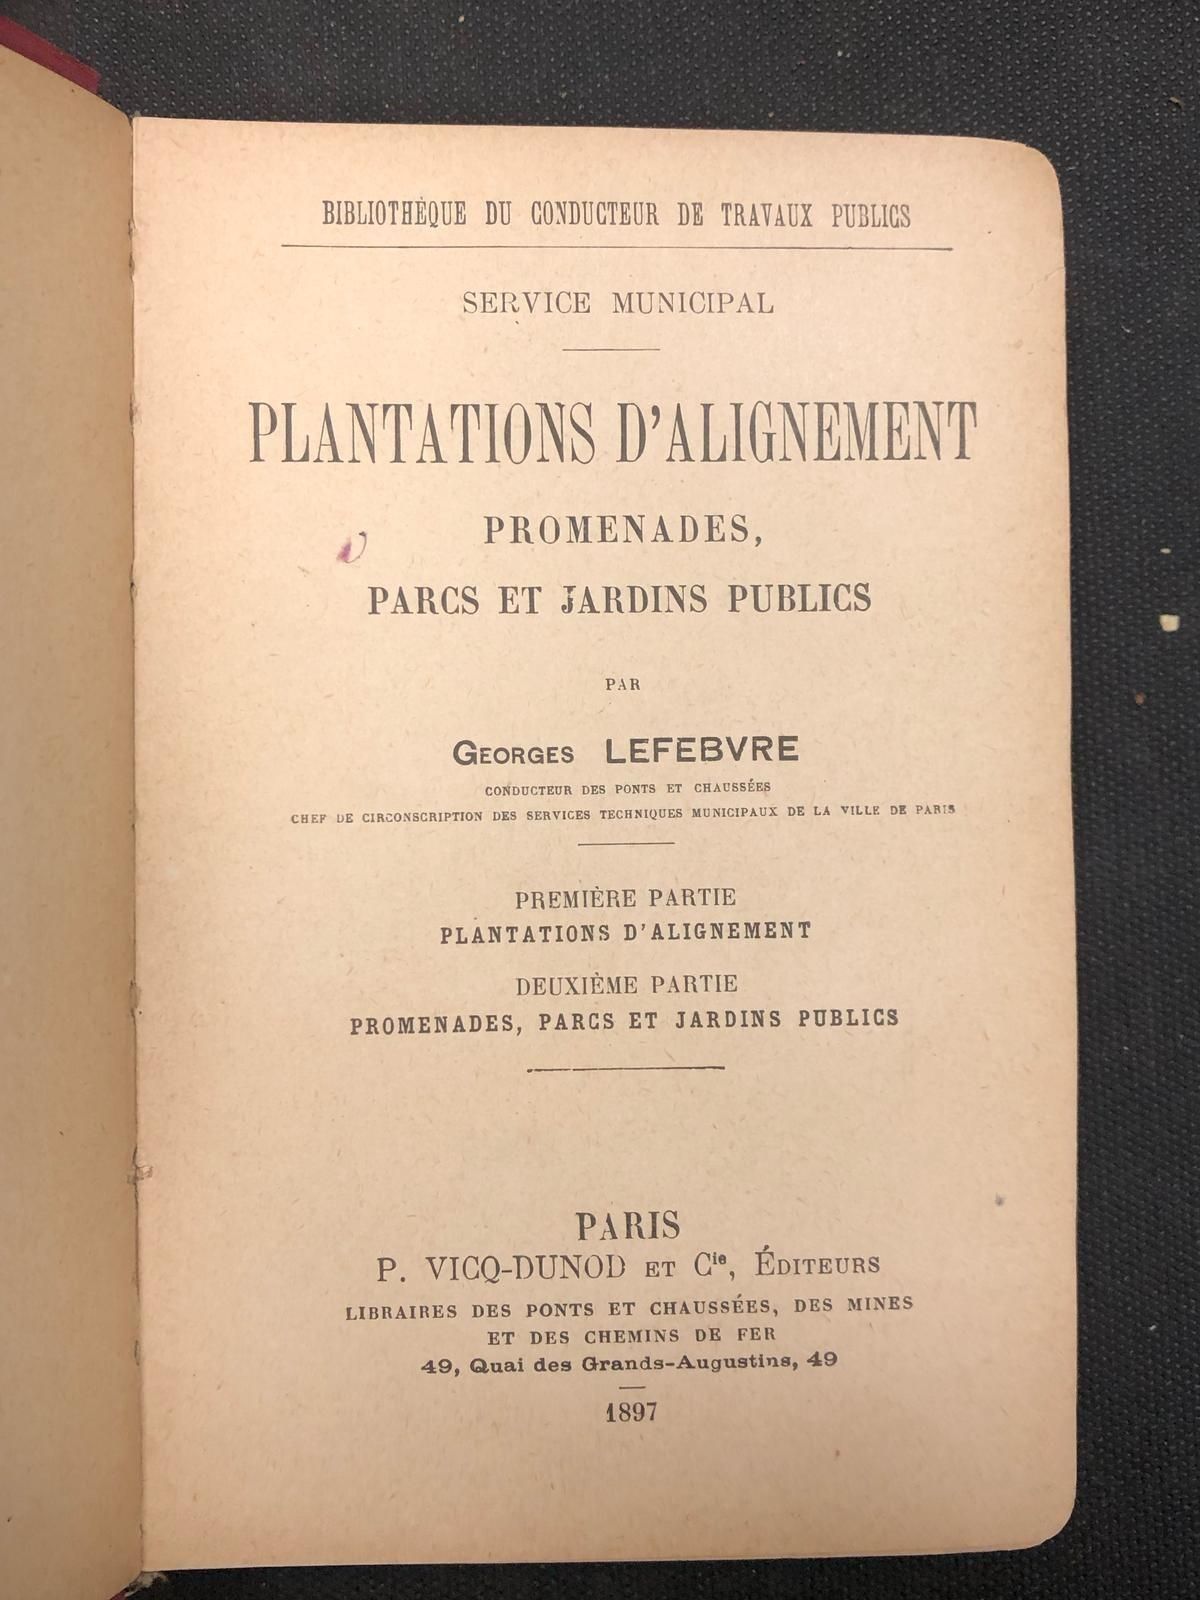 BIBLIOTHÈQUE DU CONDUCTEUR DE TRAVAUX PUBLICS
SERVICE MUNICIPAL
PLANTATIONS D'ALIGNEMENT
PROMENADES,
PARCS ET JARDINS PUBLICS
PAR
GEORGES LEFEBVRE
CONDUCTEUR DES PONTS ET CHAUSSÉES
CHEF DE CIRCONSCRIPTION DES SERVICES TECHNIQUES MUNICIPAUX DE LA VILLE DE PARIS
PREMIÈRE PARTIE
PLANTATIONS D'ALIGNEMENT
DEUXIÈME PARTIE
PROMENADES, PARCS ET JARDINS PUBLICS
PARIS
P. VICQ-DUNOD ET Cie, ÉDITEURS
LIBRAIRES DES PONTS ET CHAUSSÉES, DES MINES
ET DES CHEMINS DE FER
49, Quai des Grands-Augustins, 49
1897